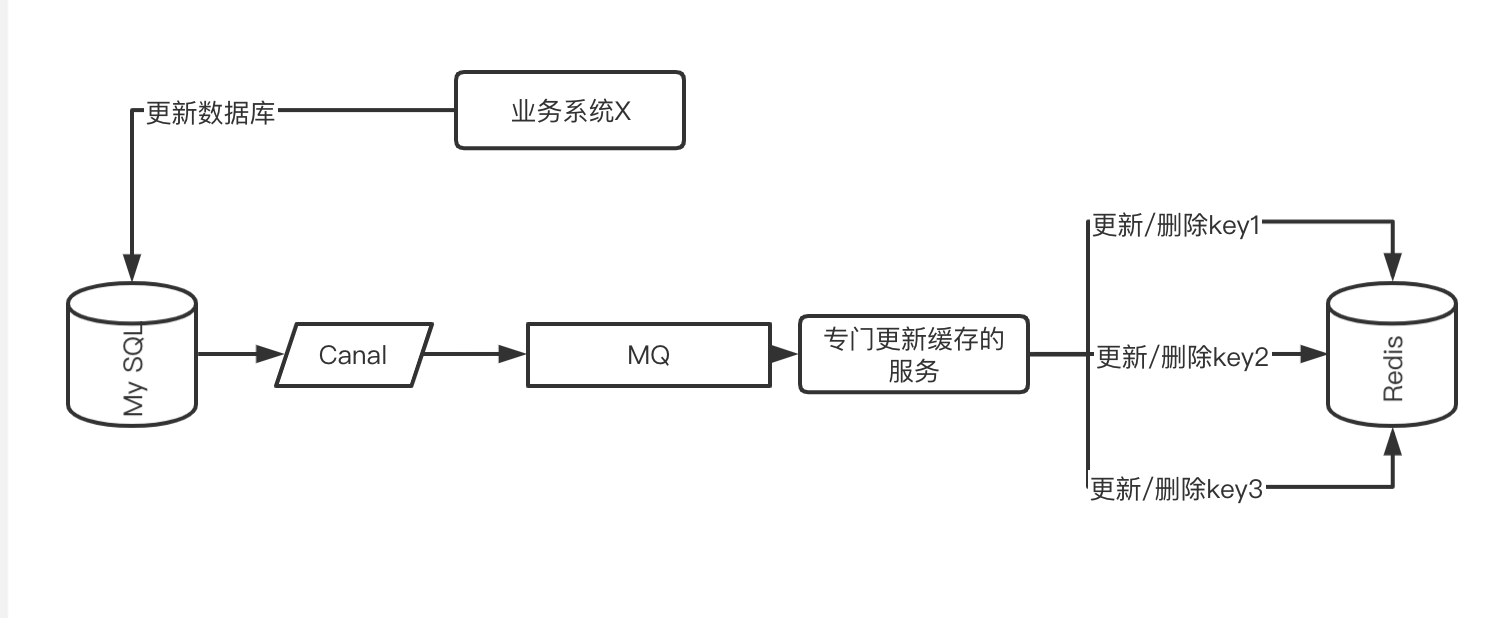 业务系统X
更新数据库
更新/删除key1
My SQL
Canal
MQ
专门更新缓存的
服务
更新/删除key2
Redis
更新/删除key3